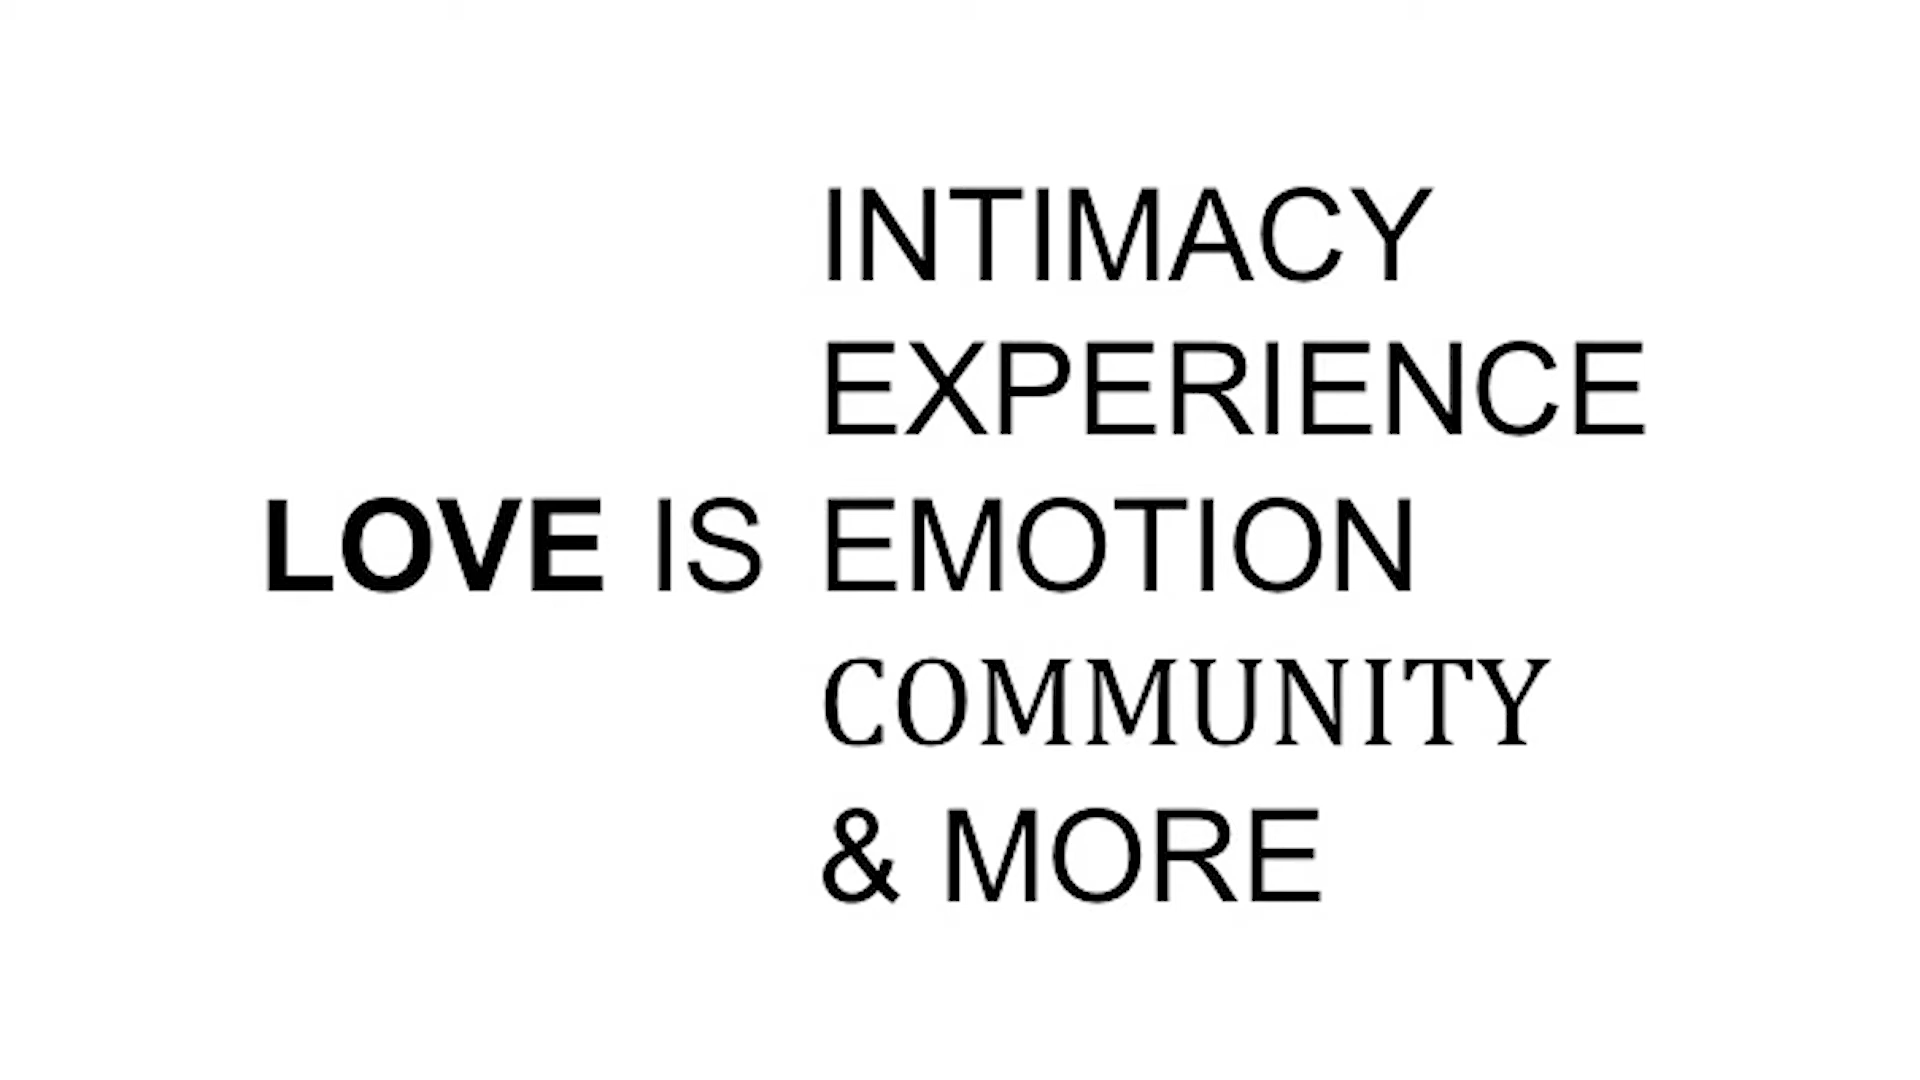 INTIMACY
EXPERIENCE
LOVE IS EMOTION
COMMUNITY
& MORE